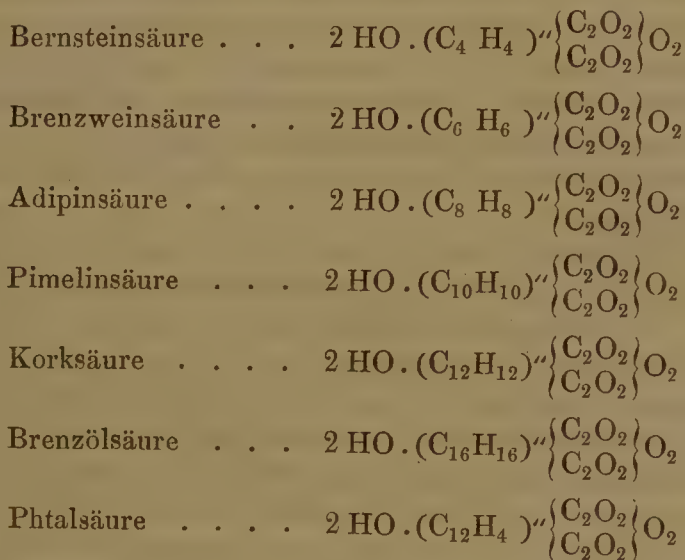 Bernsteinsäure . . . 2 HO . (C₄ H₄ )″ {C₂O₂ C₂O₂} O₂
Brenzweinsäure . . 2 HO . (C₆ H₆ )″ {C₂O₂ C₂O₂} O₂
Adipinsäure . . . . 2 HO . (C₈ H₈ )″ {C₂O₂ C₂O₂} O₂
Pimelinsäure . . . 2 HO . (C₁₀H₁₀)″ {C₂O₂ C₂O₂} O₂
Korksäure . . . . 2 HO . (C₁₂H₁₂)″ {C₂O₂ C₂O₂} O₂
Brenzölsäure . . . 2 HO . (C₁₆H₁₆)″ {C₂O₂ C₂O₂} O₂
Phtalsäure . . . . 2 HO . (C₁₂H₄ )″ {C₂O₂ C₂O₂} O₂